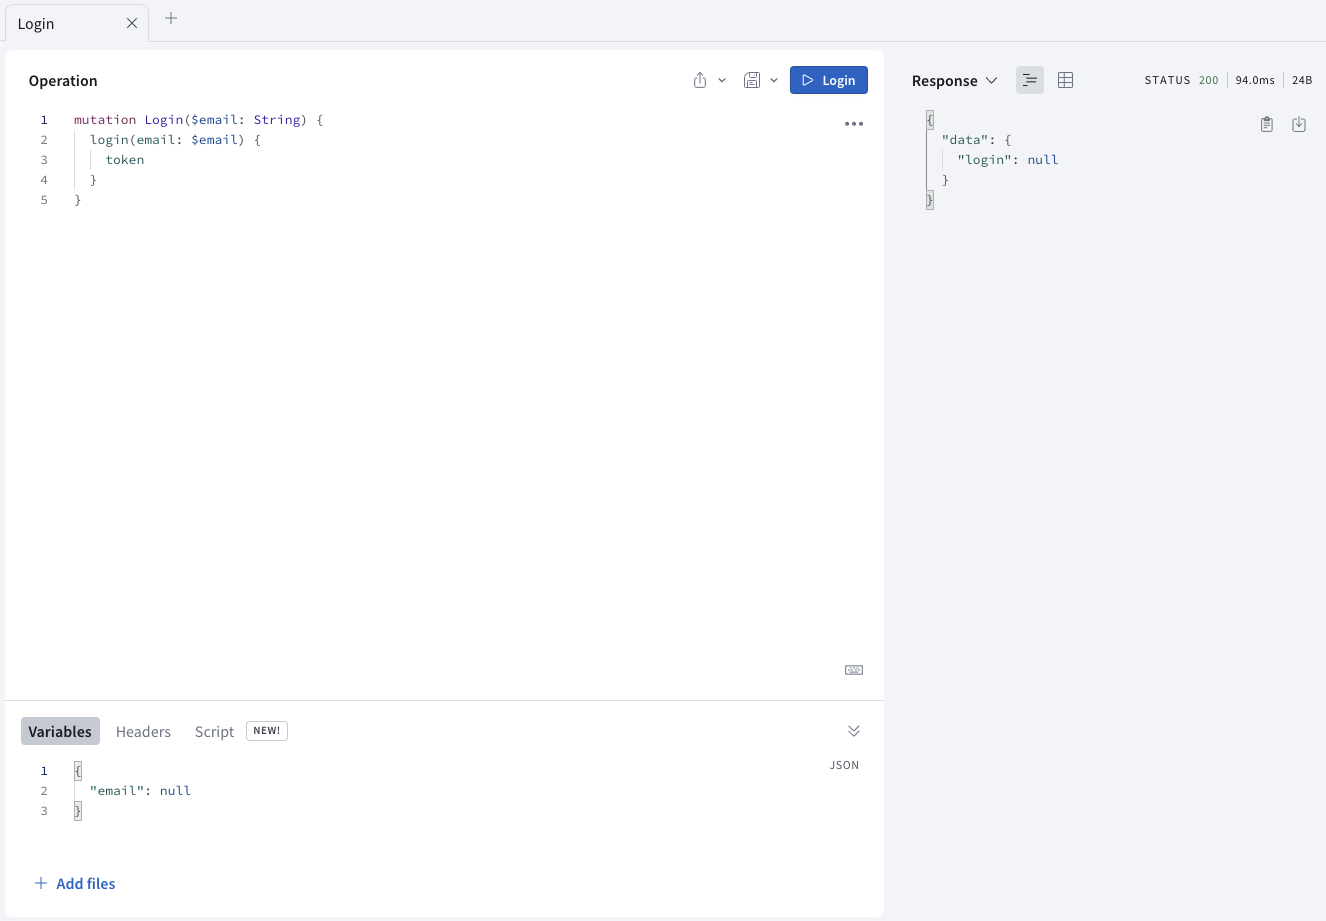 Login
Operation
Login
1 mutation Login($email: String) {
2 login(email: $email) {
3 token
4 }
5 }
Response
STATUS 200 94.0ms 24B
{
"data": {
"login": null
}
}
Variables Headers Script NEW!
JSON
1 {
2 "email": null
3 }
Add files